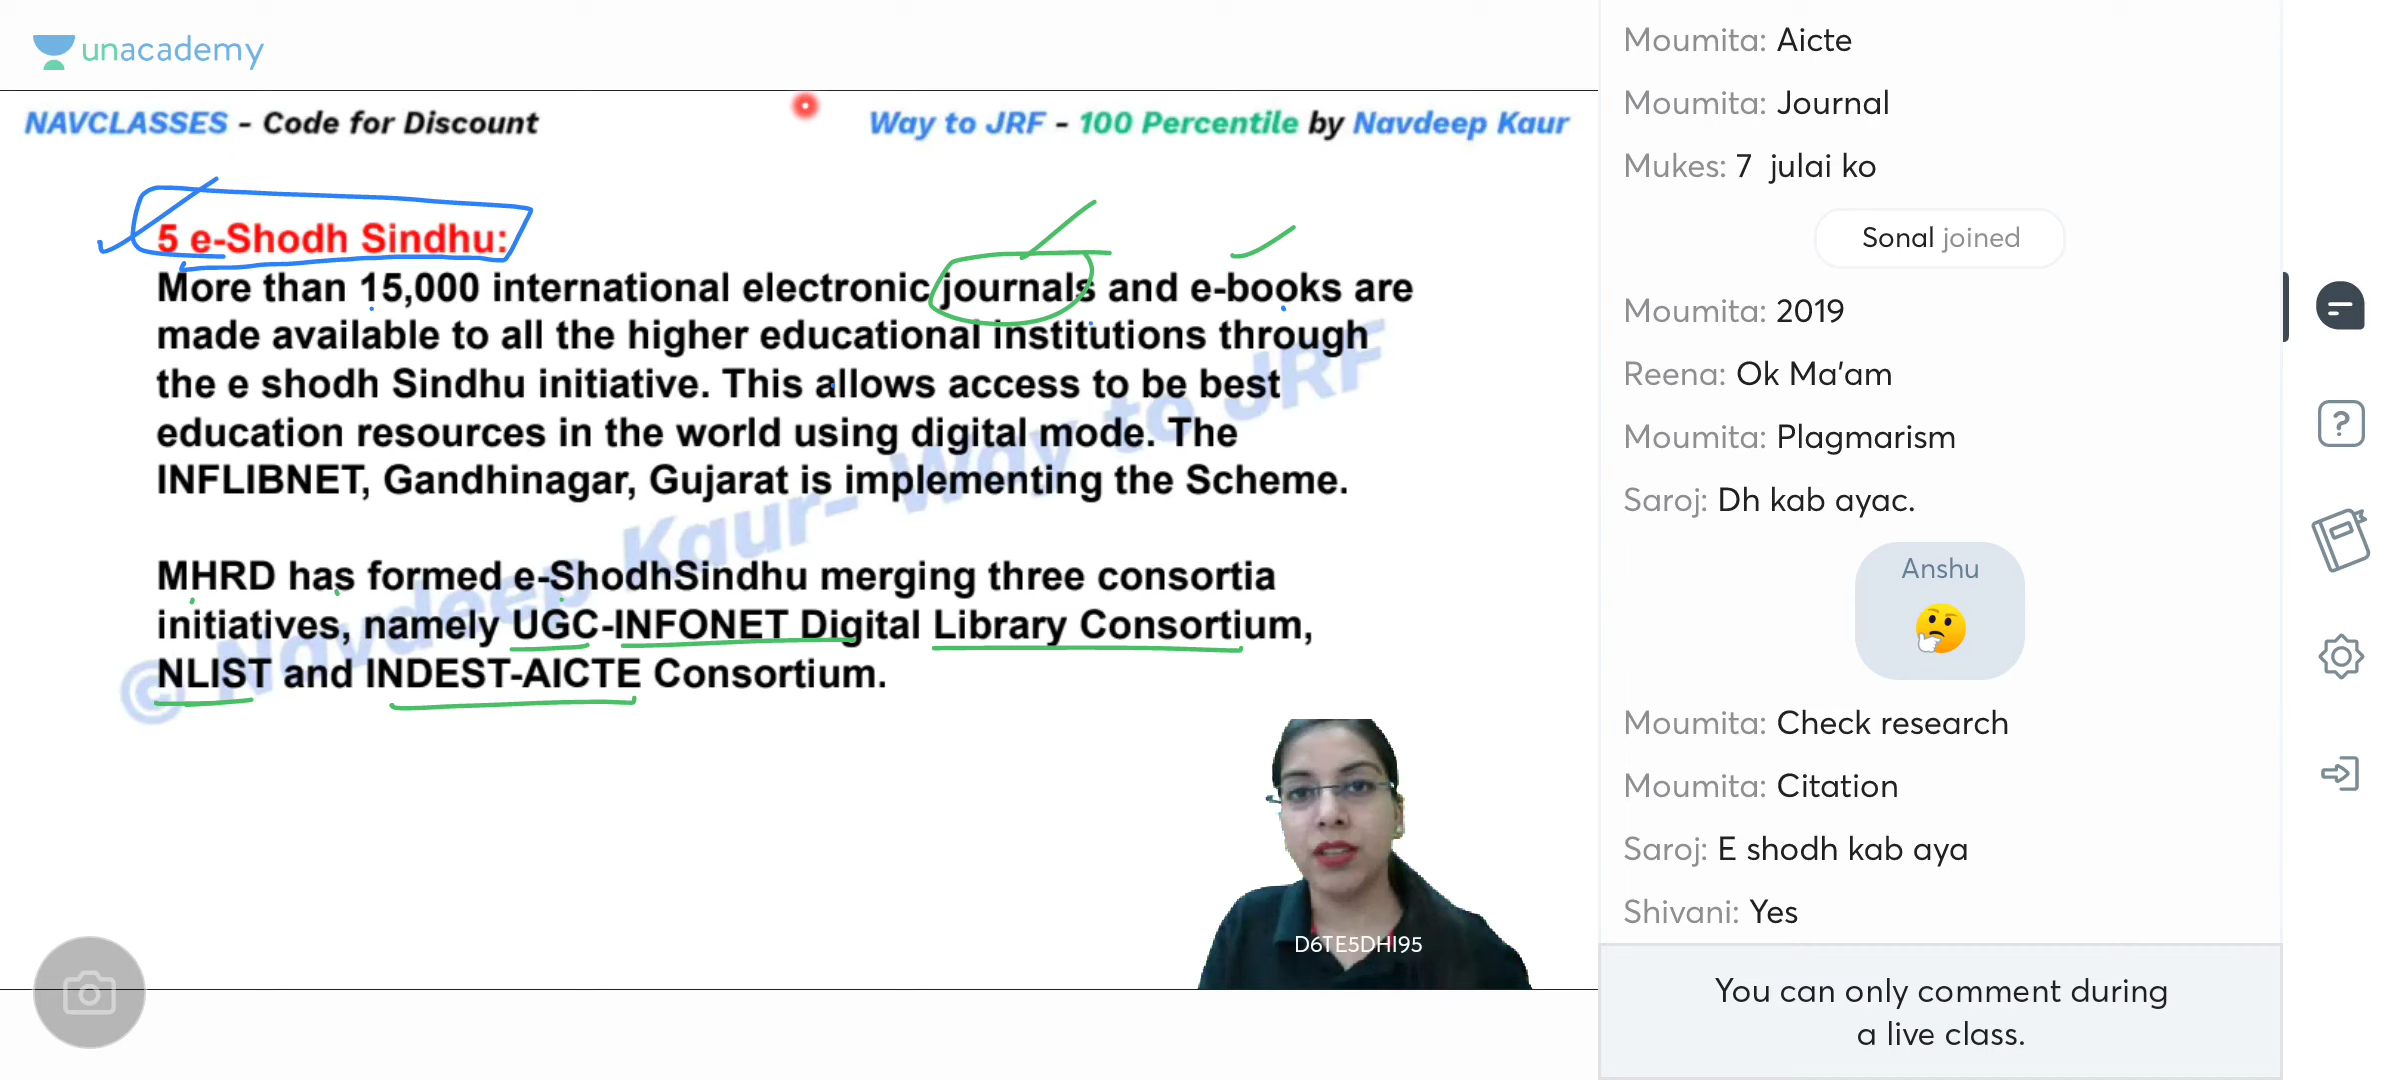 unacademy
NAVCLASSES - Code for Discount
Way to JRF - 100 Percentile by Navdeep Kaur
5 e-Shodh Sindhu:
More than 15,000 international electronic journals and e-books are
made available to all the higher educational institutions through
the e shodh Sindhu initiative. This allows access to be best
education resources in the world using digital mode. The
INFLIBNET, Gandhinagar, Gujarat is implementing the Scheme.
MHRD has formed e-ShodhSindhu merging three consortia
initiatives, namely UGC-INFONET Digital Library Consortium,
NLIST and INDEST-AICTE Consortium.
© Navdeep Kaur- Way to JRF
D6TE5DHI95
Moumita: Aicte
Moumita: Journal
Mukes: 7 julai ko
Sonal joined
Moumita: 2019
Reena: Ok Ma'am
Moumita: Plagmarism
Saroj: Dh kab ayac.
Anshu
Moumita: Check research
Moumita: Citation
Saroj: E shodh kab aya
Shivani: Yes
You can only comment during
a live class.